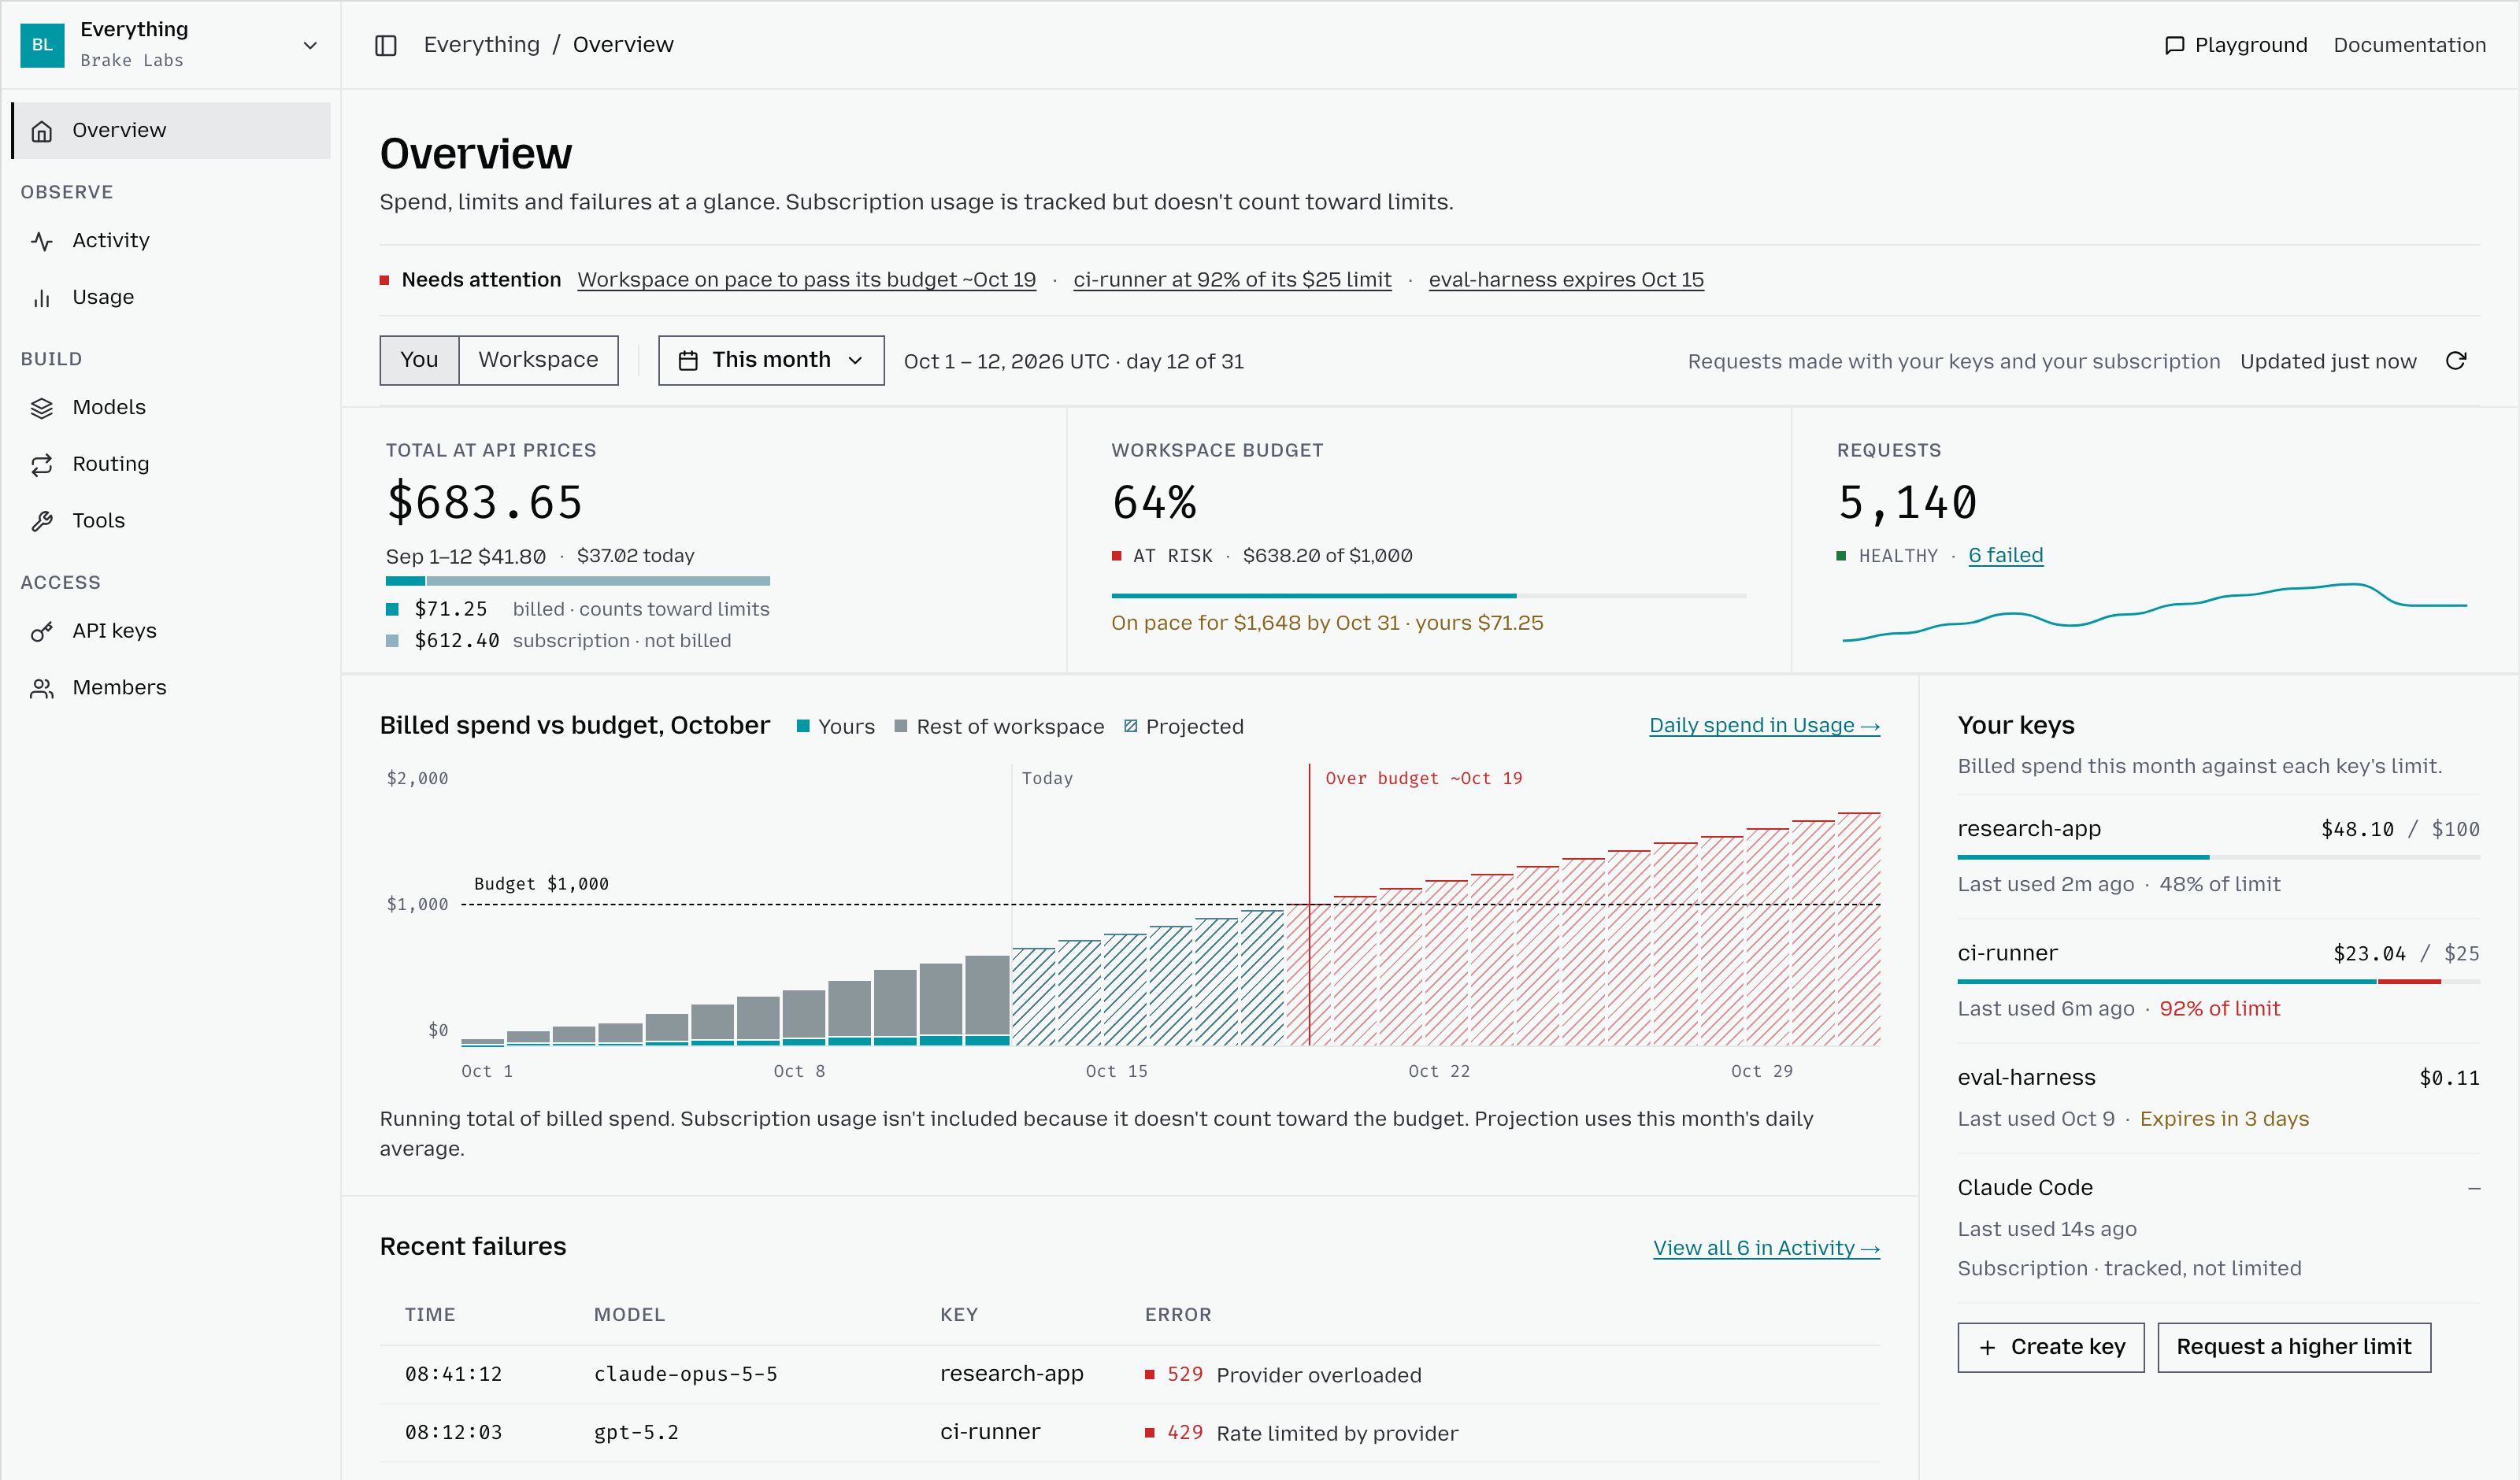 BL
Everything
Brake Labs
Everything / Overview
Playground
Documentation
Overview
OBSERVE
Activity
Usage
BUILD
Models
Routing
Tools
ACCESS
API keys
Members
Overview
Spend, limits and failures at a glance. Subscription usage is tracked but doesn't count toward limits.
Needs attention Workspace on pace to pass its budget ~Oct 19 · ci-runner at 92% of its $25 limit · eval-harness expires Oct 15
You Workspace This month Oct 1 – 12, 2026 UTC · day 12 of 31 Requests made with your keys and your subscription Updated just now
TOTAL AT API PRICES
$683.65
Sep 1–12 $41.80 · $37.02 today
$71.25 billed · counts toward limits
$612.40 subscription · not billed
WORKSPACE BUDGET
64%
AT RISK · $638.20 of $1,000
On pace for $1,648 by Oct 31 · yours $71.25
REQUESTS
5,140
HEALTHY · 6 failed
Billed spend vs budget, October Yours Rest of workspace Projected Daily spend in Usage →
$2,000 Today Over budget ~Oct 19
Budget $1,000
$1,000
$0
Oct 1 Oct 8 Oct 15 Oct 22 Oct 29
Running total of billed spend. Subscription usage isn't included because it doesn't count toward the budget. Projection uses this month's daily
average.
Recent failures View all 6 in Activity →
TIME MODEL KEY ERROR
08:41:12 claude-opus-5-5 research-app 529 Provider overloaded
08:12:03 gpt-5.2 ci-runner 429 Rate limited by provider
Your keys
Billed spend this month against each key's limit.
research-app $48.10 / $100
Last used 2m ago · 48% of limit
ci-runner $23.04 / $25
Last used 6m ago · 92% of limit
eval-harness $0.11
Last used Oct 9 · Expires in 3 days
Claude Code –
Last used 14s ago
Subscription · tracked, not limited
+ Create key Request a higher limit